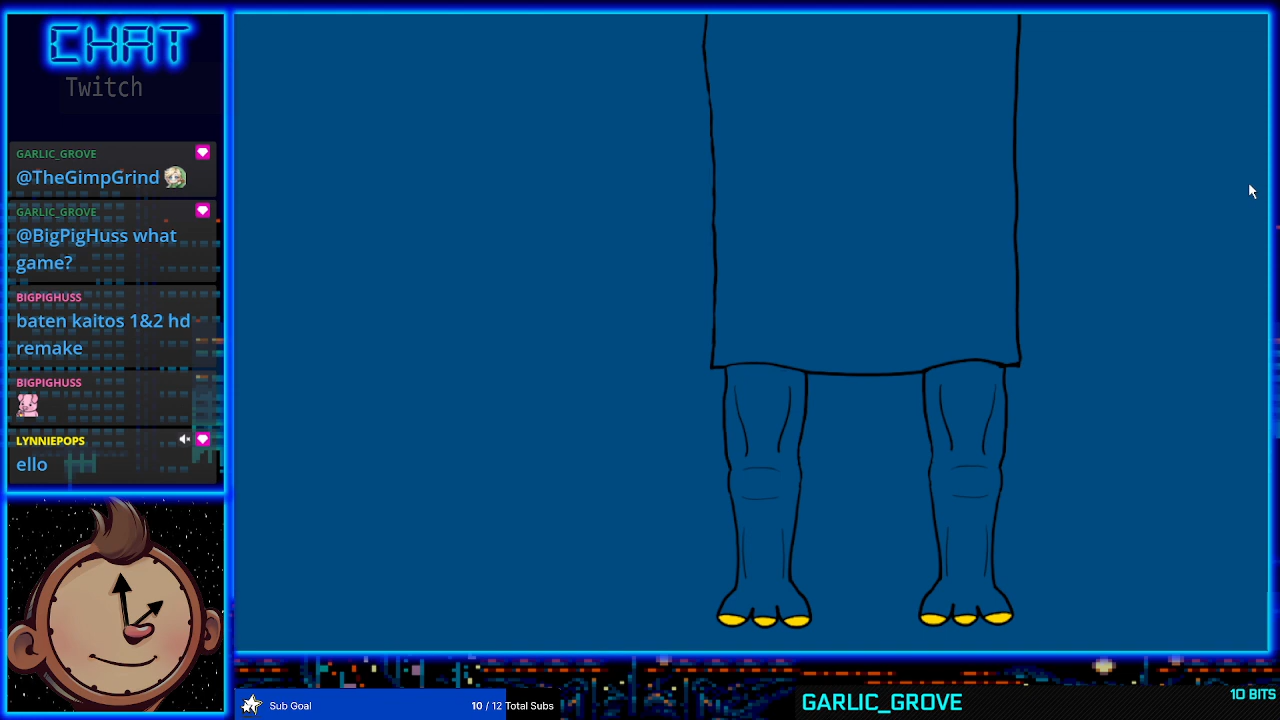 CHAT
Twitch
GARLIC_GROVE
@TheGimpGrind
GARLIC_GROVE
@BigPigHuss what
game?
BIGPIGHUSS
baten kaitos 1&2 hd
remake
BIGPIGHUSS
LYNNIEPOPS
ello
Sub Goal
10 / 12 Total Subs
GARLIC_GROVE
10 BITS